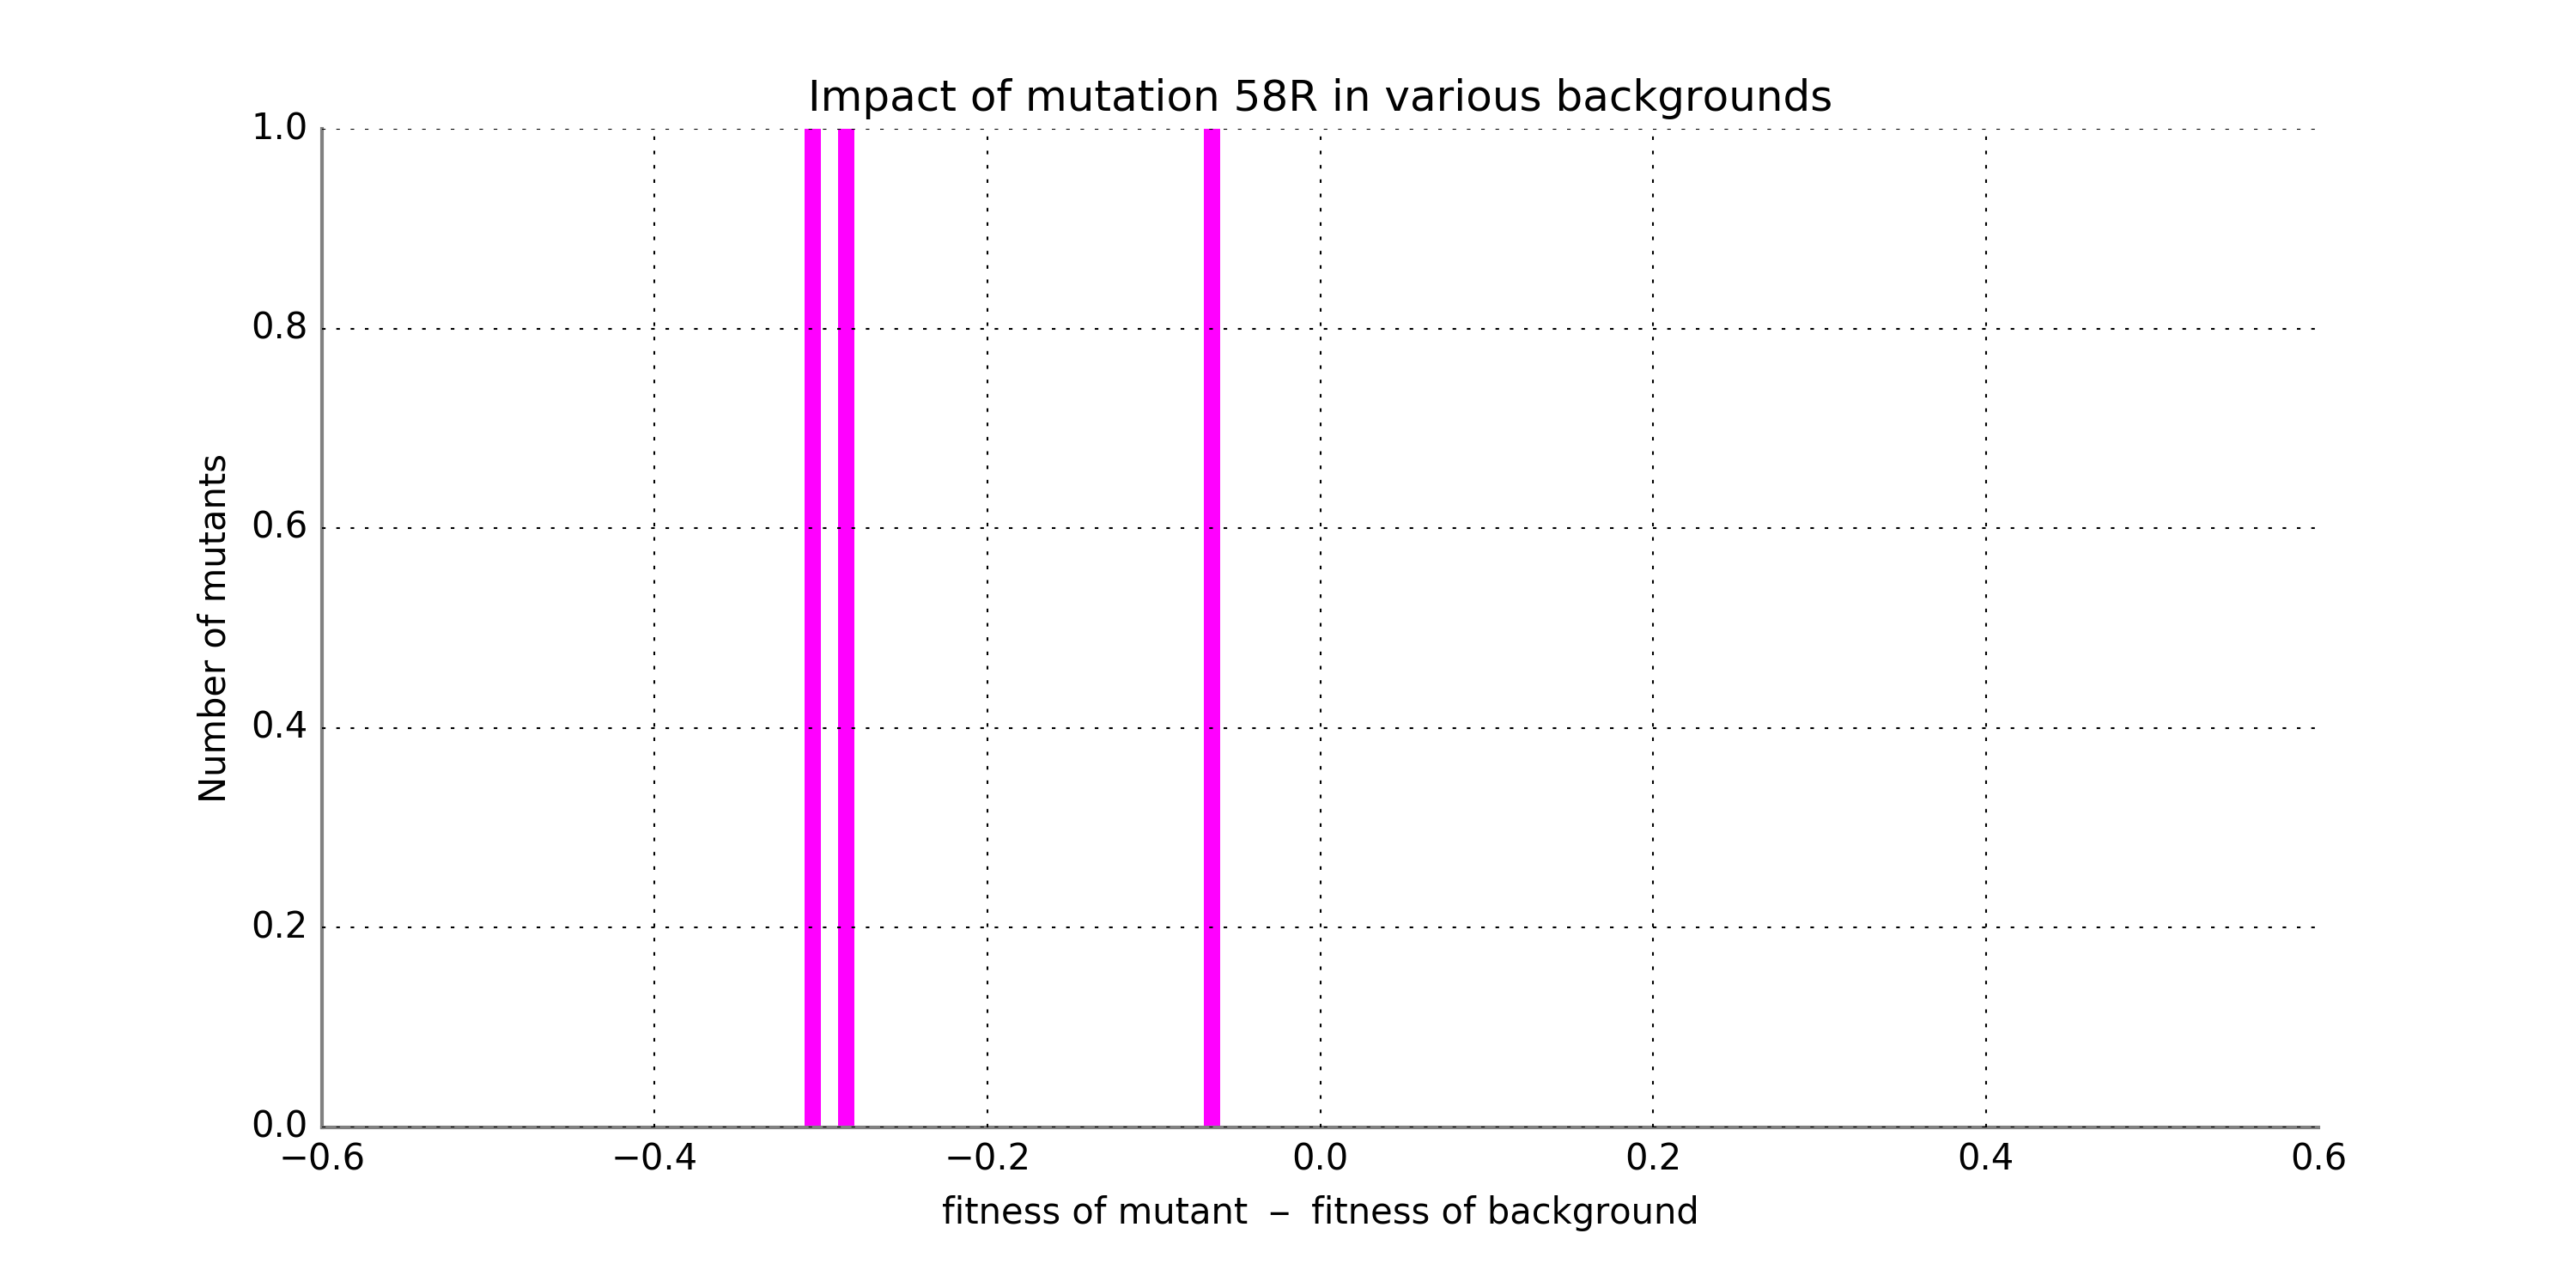 Impact of mutation 58R in various backgrounds
1.0
0.8
0.6
0.4
0.2
0.0
Number of mutants
−0.6 −0.4 −0.2 0.0 0.2 0.4 0.6
fitness of mutant − fitness of background